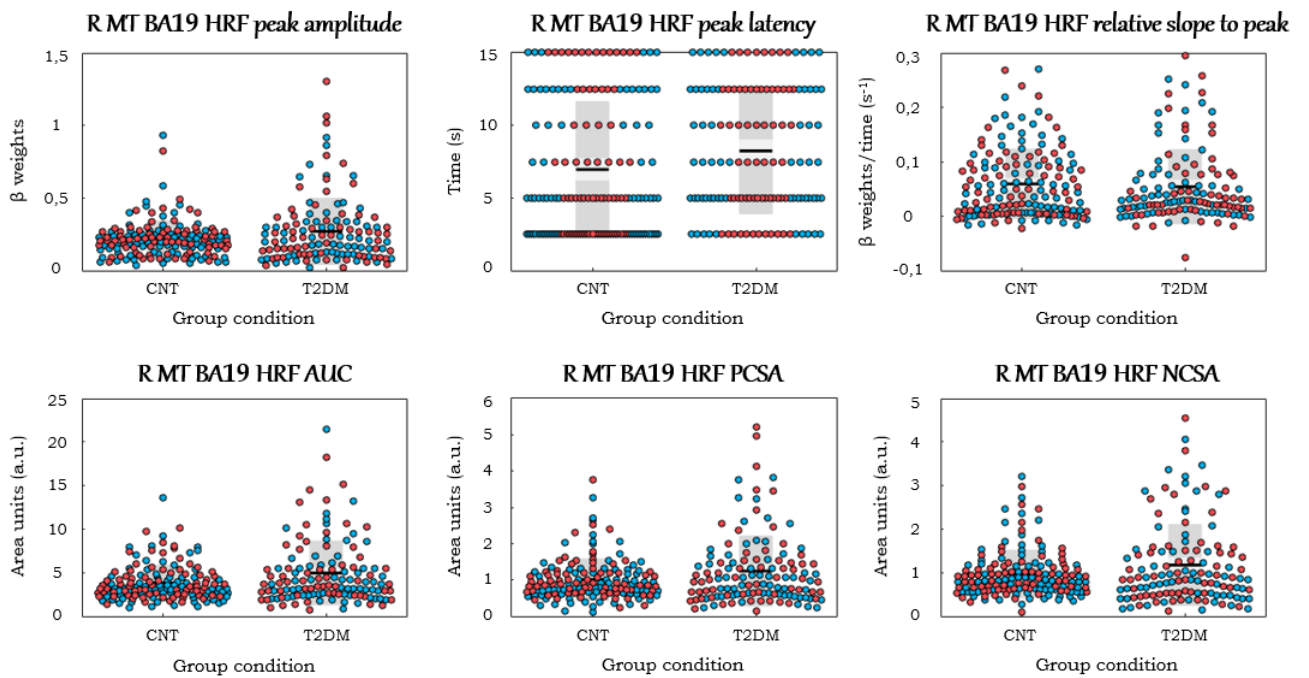 R MT BA19 HRF peak amplitude
1,5
1
0,5
0
β weights
CNT
T2DM
Group condition
R MT BA19 HRF peak latency
15
10
5
0
Time (s)
CNT
T2DM
Group condition
R MT BA19 HRF relative slope to peak
0,3
0,2
0,1
0
-0,1
β weights/time (s⁻¹)
CNT
T2DM
Group condition
R MT BA19 HRF AUC
25
20
15
10
5
0
Area units (a.u.)
CNT
T2DM
Group condition
R MT BA19 HRF PCSA
6
5
4
3
2
1
0
Area units (a.u.)
CNT
T2DM
Group condition
R MT BA19 HRF NCSA
5
4
3
2
1
0
Area units (a.u.)
CNT
T2DM
Group condition